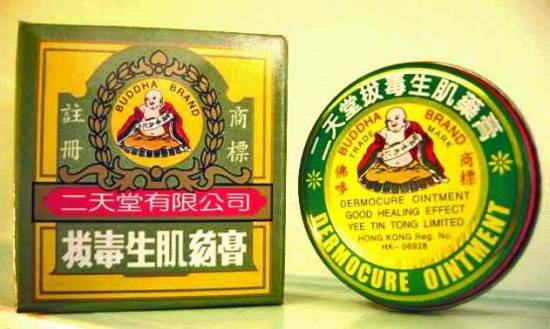 BUDDHA BRAND
註冊
商標
二天堂有限公司
拔毒生肌药膏
二天堂拔毒生肌藥膏
BUDDHA BRAND
TRADE MARK
佛嘜
商標
DERMOCURE OINTMENT
GOOD HEALING EFFECT
YEE TIN TONG LIMITED
HONG KONG Reg. No.
HK-06928
DERMOCURE OINTMENT